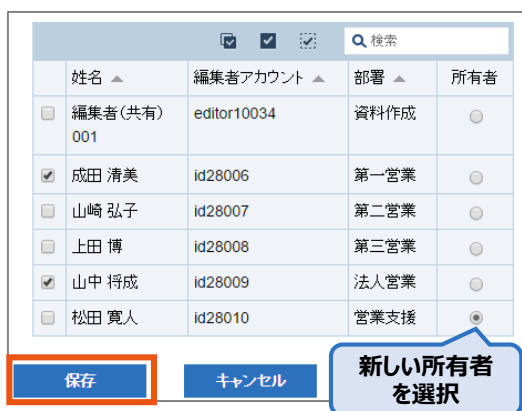 検索
姓名 ▲ 編集者アカウント ▲ 部署 ▲ 所有者
編集者(共有)001 editor10034 資料作成
成田 清美 id28006 第一営業
山崎 弘子 id28007 第二営業
上田 博 id28008 第三営業
山中 将成 id28009 法人営業
松田 寛人 id28010 営業支援
保存 キャンセル
新しい所有者
を選択